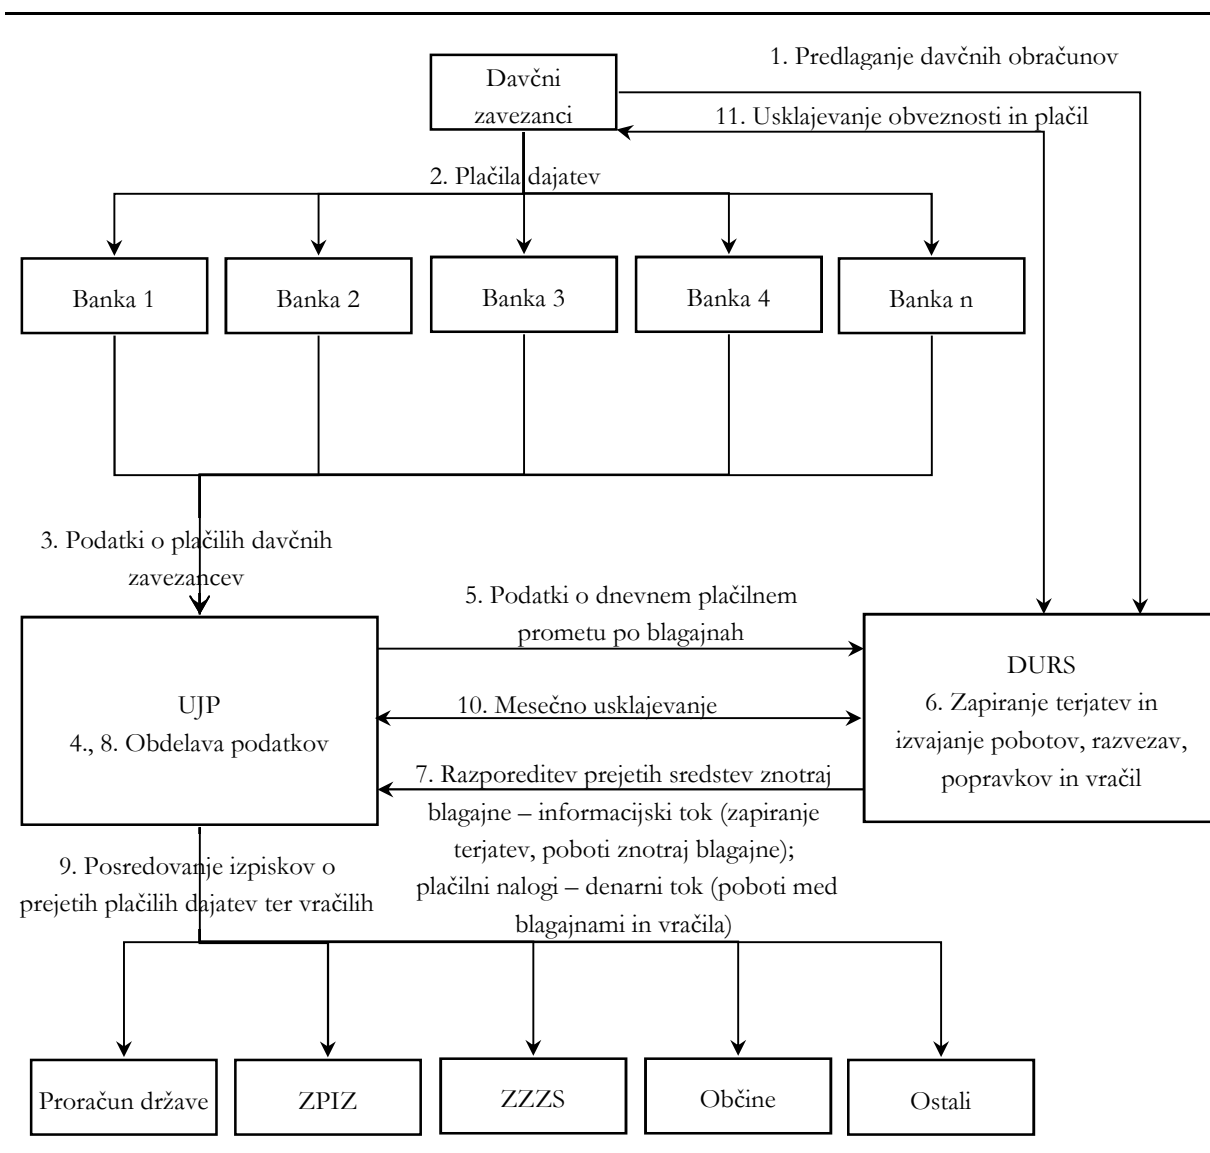 1. Predlaganje davčnih obračunov
Davčni
zavezanci
11. Usklajevanje obveznosti in plačil
2. Plačila dajatev
Banka 1
Banka 2
Banka 3
Banka 4
Banka n
3. Podatki o plačilih davčnih
zavezancev
5. Podatki o dnevnem plačilnem
prometu po blagajnah
UJP
4., 8. Obdelava podatkov
10. Mesečno usklajevanje
DURS
6. Zapiranje terjatev in
izvajanje pobotov, razvezav,
popravkov in vračil
7. Razporeditev prejetih sredstev znotraj
blagajne – informacijski tok (zapiranje
terjatev, poboti znotraj blagajne);
plačilni nalogi – denarni tok (poboti med
blagajnami in vračila)
9. Posredovanje izpiskov o
prejetih plačilih dajatev ter vračilih
Proračun države
ZPIZ
ZZZS
Občine
Ostali